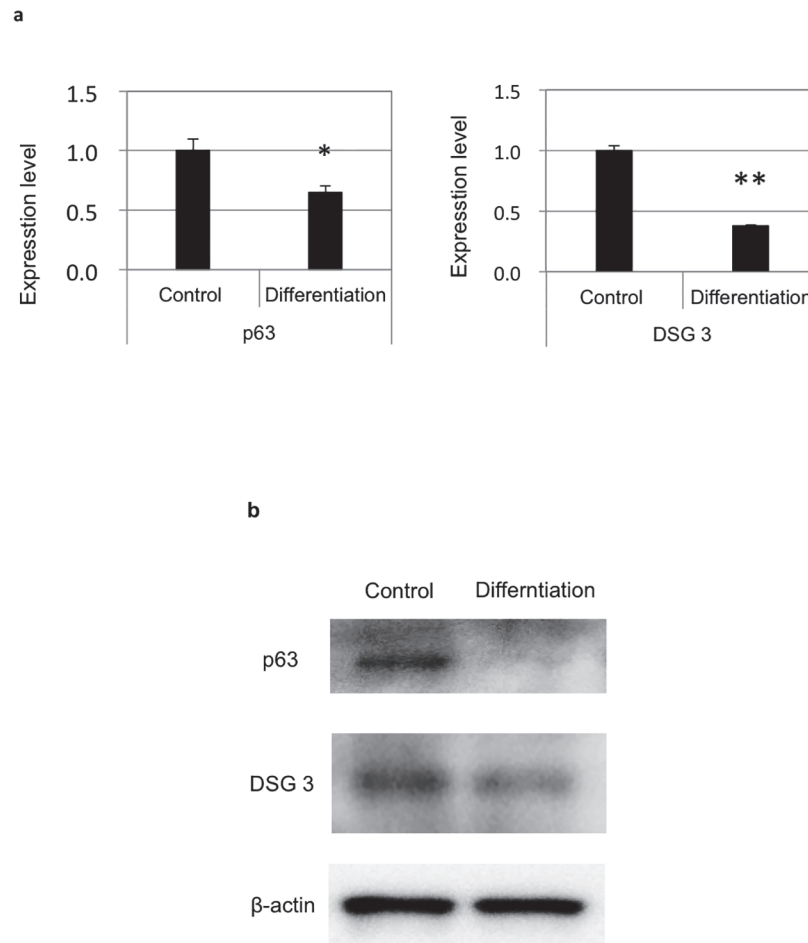 a
Expresstion level
1.5
1.0
0.5
0.0
*
Control
Differentiation
p63
Expresstion level
1.5
1.0
0.5
0.0
**
Control
Differentiation
DSG 3
b
Control Differntiation
p63
DSG 3
β-actin